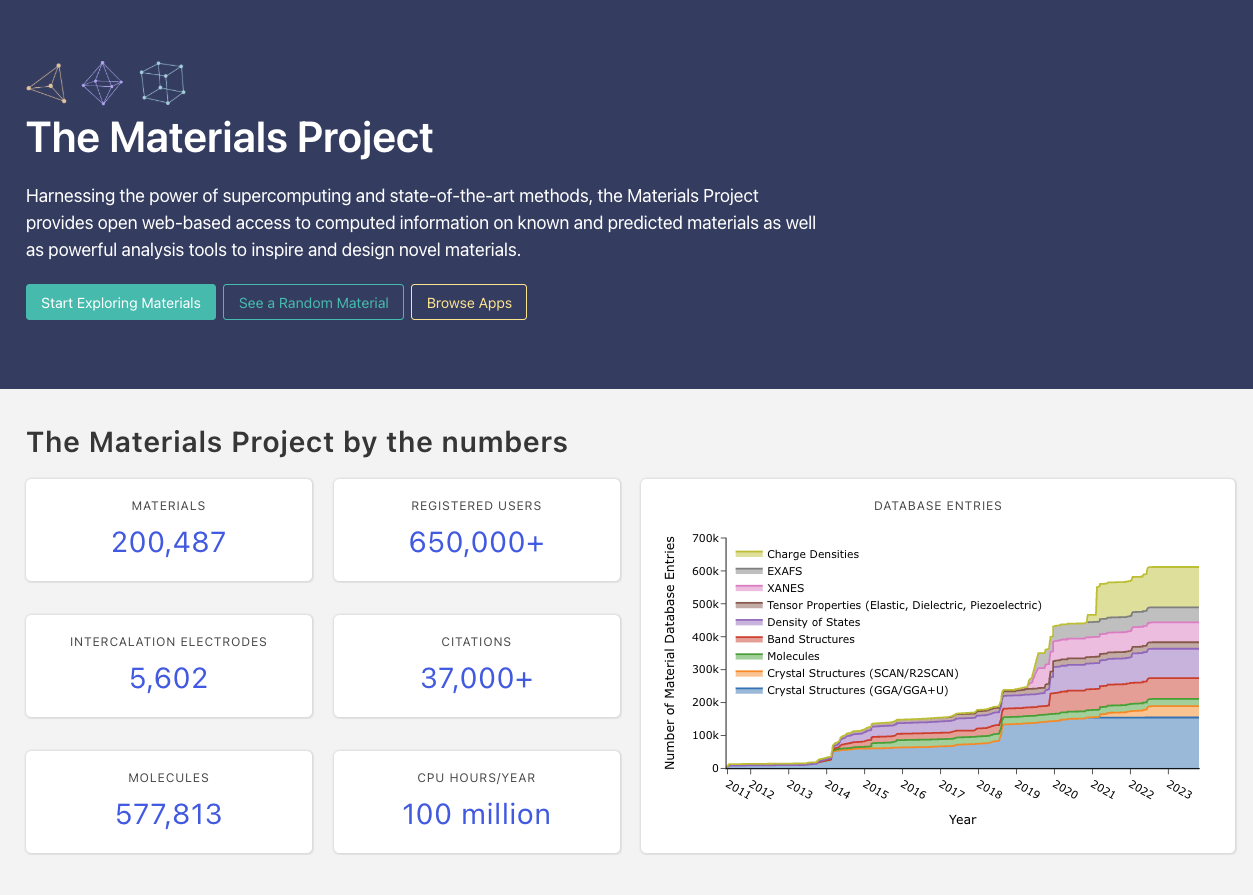 The Materials Project
Harnessing the power of supercomputing and state-of-the-art methods, the Materials Project
provides open web-based access to computed information on known and predicted materials as well
as powerful analysis tools to inspire and design novel materials.
Start Exploring Materials
See a Random Material
Browse Apps
The Materials Project by the numbers
MATERIALS
200,487
REGISTERED USERS
650,000+
INTERCALATION ELECTRODES
5,602
CITATIONS
37,000+
MOLECULES
577,813
CPU HOURS/YEAR
100 million
DATABASE ENTRIES
Number of Material Database Entries
700k
600k
500k
400k
300k
200k
100k
0
Charge Densities
EXAFS
XANES
Tensor Properties (Elastic, Dielectric, Piezoelectric)
Density of States
Band Structures
Molecules
Crystal Structures (SCAN/R2SCAN)
Crystal Structures (GGA/GGA+U)
2011
2012
2013
2014
2015
2016
2017
2018
2019
2020
2021
2022
2023
Year